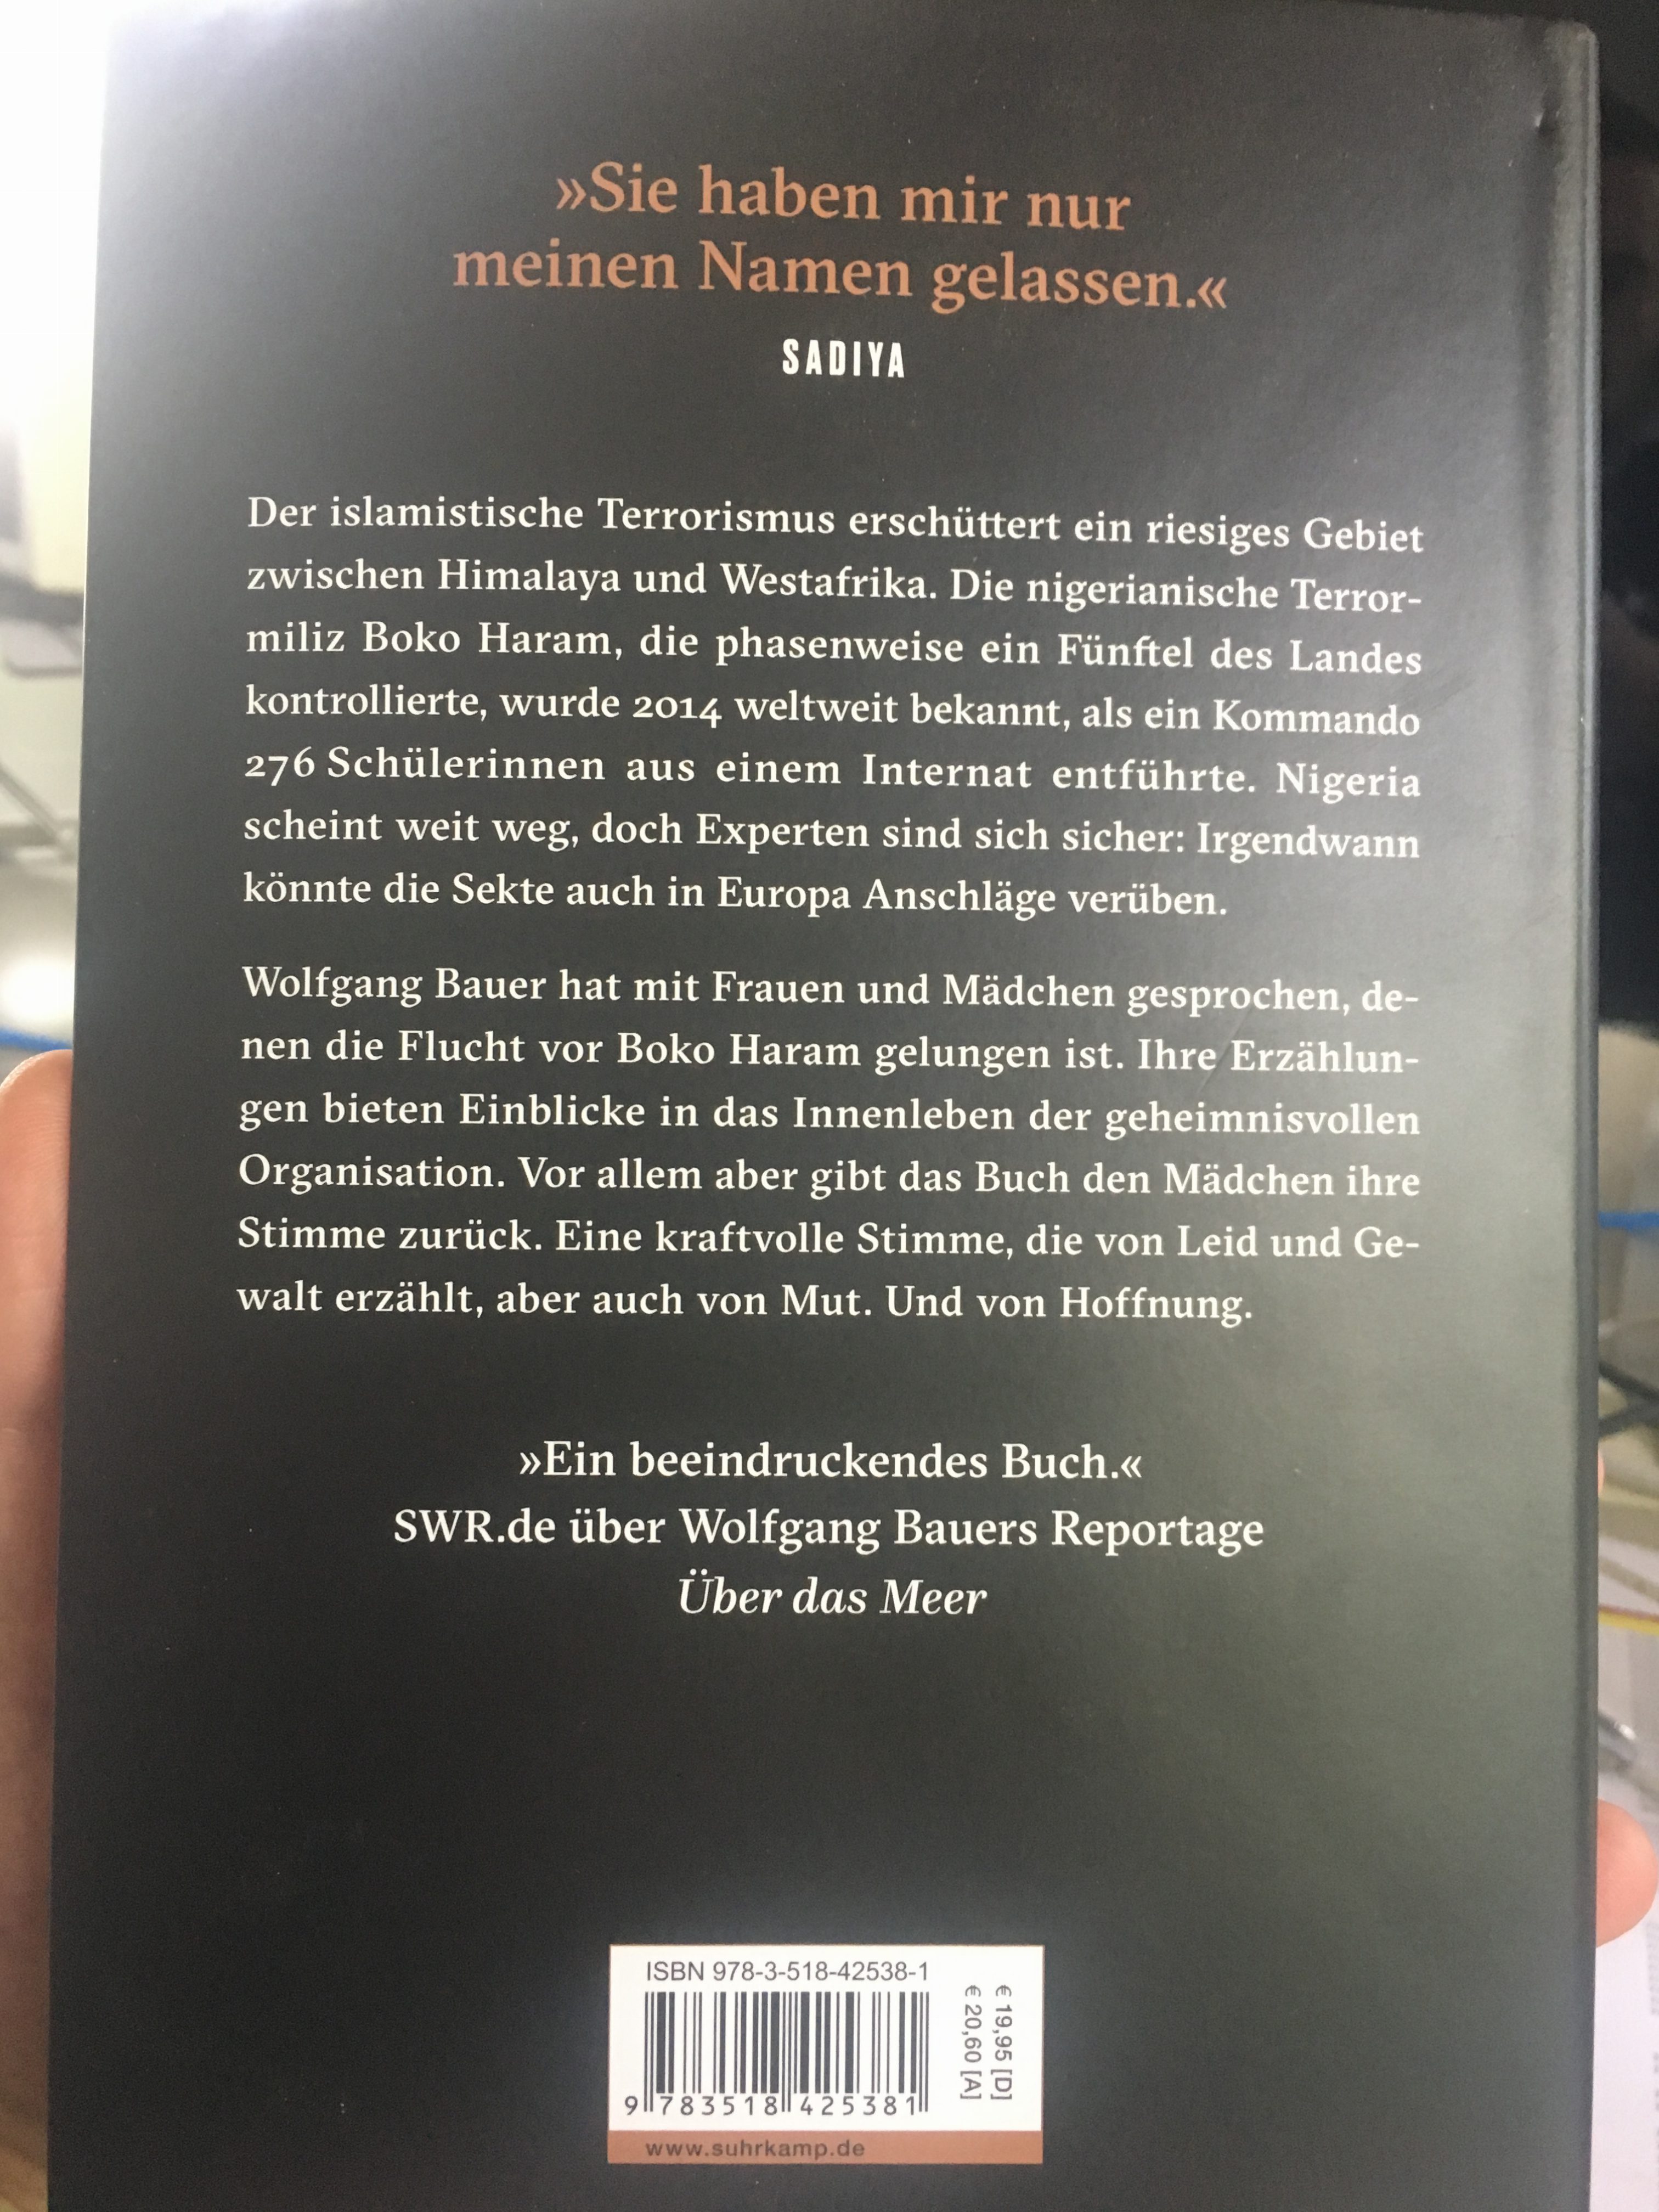 »Sie haben mir nur
meinen Namen gelassen.«
SADIYA
Der islamistische Terrorismus erschüttert ein riesiges Gebiet
zwischen Himalaya und Westafrika. Die nigerianische Terror-
miliz Boko Haram, die phasenweise ein Fünftel des Landes
kontrollierte, wurde 2014 weltweit bekannt, als ein Kommando
276 Schülerinnen aus einem Internat entführte. Nigeria
scheint weit weg, doch Experten sind sich sicher: Irgendwann
könnte die Sekte auch in Europa Anschläge verüben.
Wolfgang Bauer hat mit Frauen und Mädchen gesprochen, de-
nen die Flucht vor Boko Haram gelungen ist. Ihre Erzählun-
gen bieten Einblicke in das Innenleben der geheimnisvollen
Organisation. Vor allem aber gibt das Buch den Mädchen ihre
Stimme zurück. Eine kraftvolle Stimme, die von Leid und Ge-
walt erzählt, aber auch von Mut. Und von Hoffnung.
»Ein beeindruckendes Buch.«
SWR.de über Wolfgang Bauers Reportage
Über das Meer
ISBN 978-3-518-42538-1
9 783518 425381
€ 19,95 [D]
€ 20,60 [A]
www.suhrkamp.de